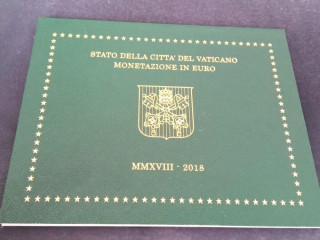 STATO DELLA CITTA' DEL VATICANO
MONETAZIONE IN EURO
MMXVIII - 2018